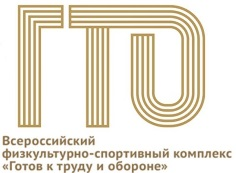 ГТО
Всероссийский
физкультурно-спортивный комплекс
«Готов к труду и обороне»